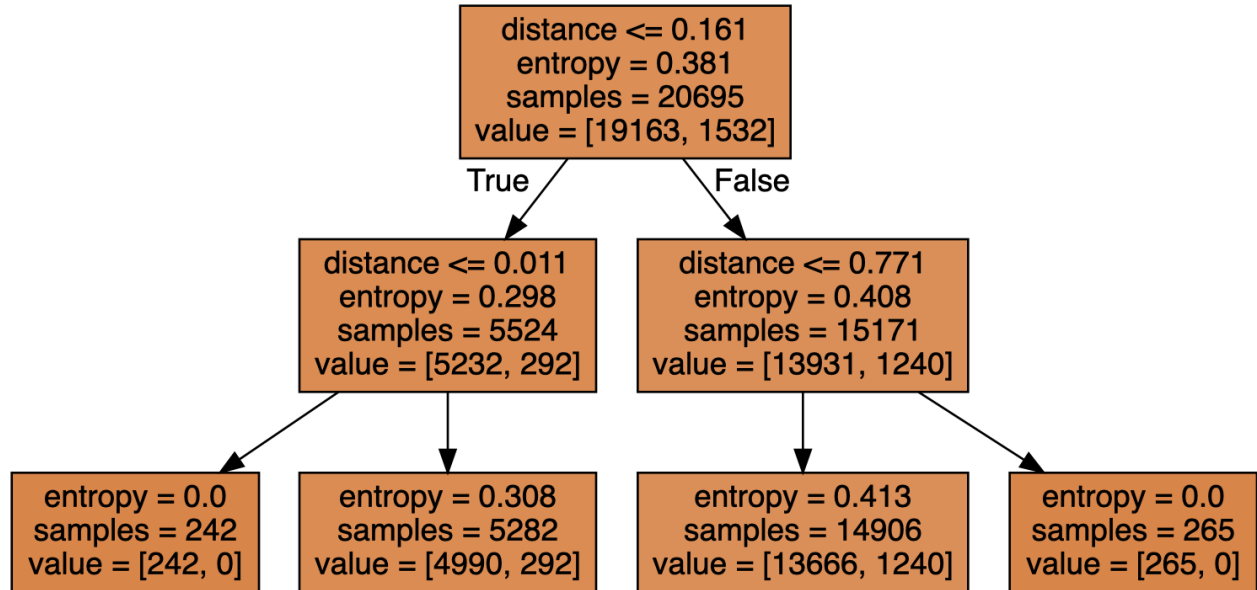 distance <= 0.161
entropy = 0.381
samples = 20695
value = [19163, 1532]
True
False
distance <= 0.011
entropy = 0.298
samples = 5524
value = [5232, 292]
distance <= 0.771
entropy = 0.408
samples = 15171
value = [13931, 1240]
entropy = 0.0
samples = 242
value = [242, 0]
entropy = 0.308
samples = 5282
value = [4990, 292]
entropy = 0.413
samples = 14906
value = [13666, 1240]
entropy = 0.0
samples = 265
value = [265, 0]